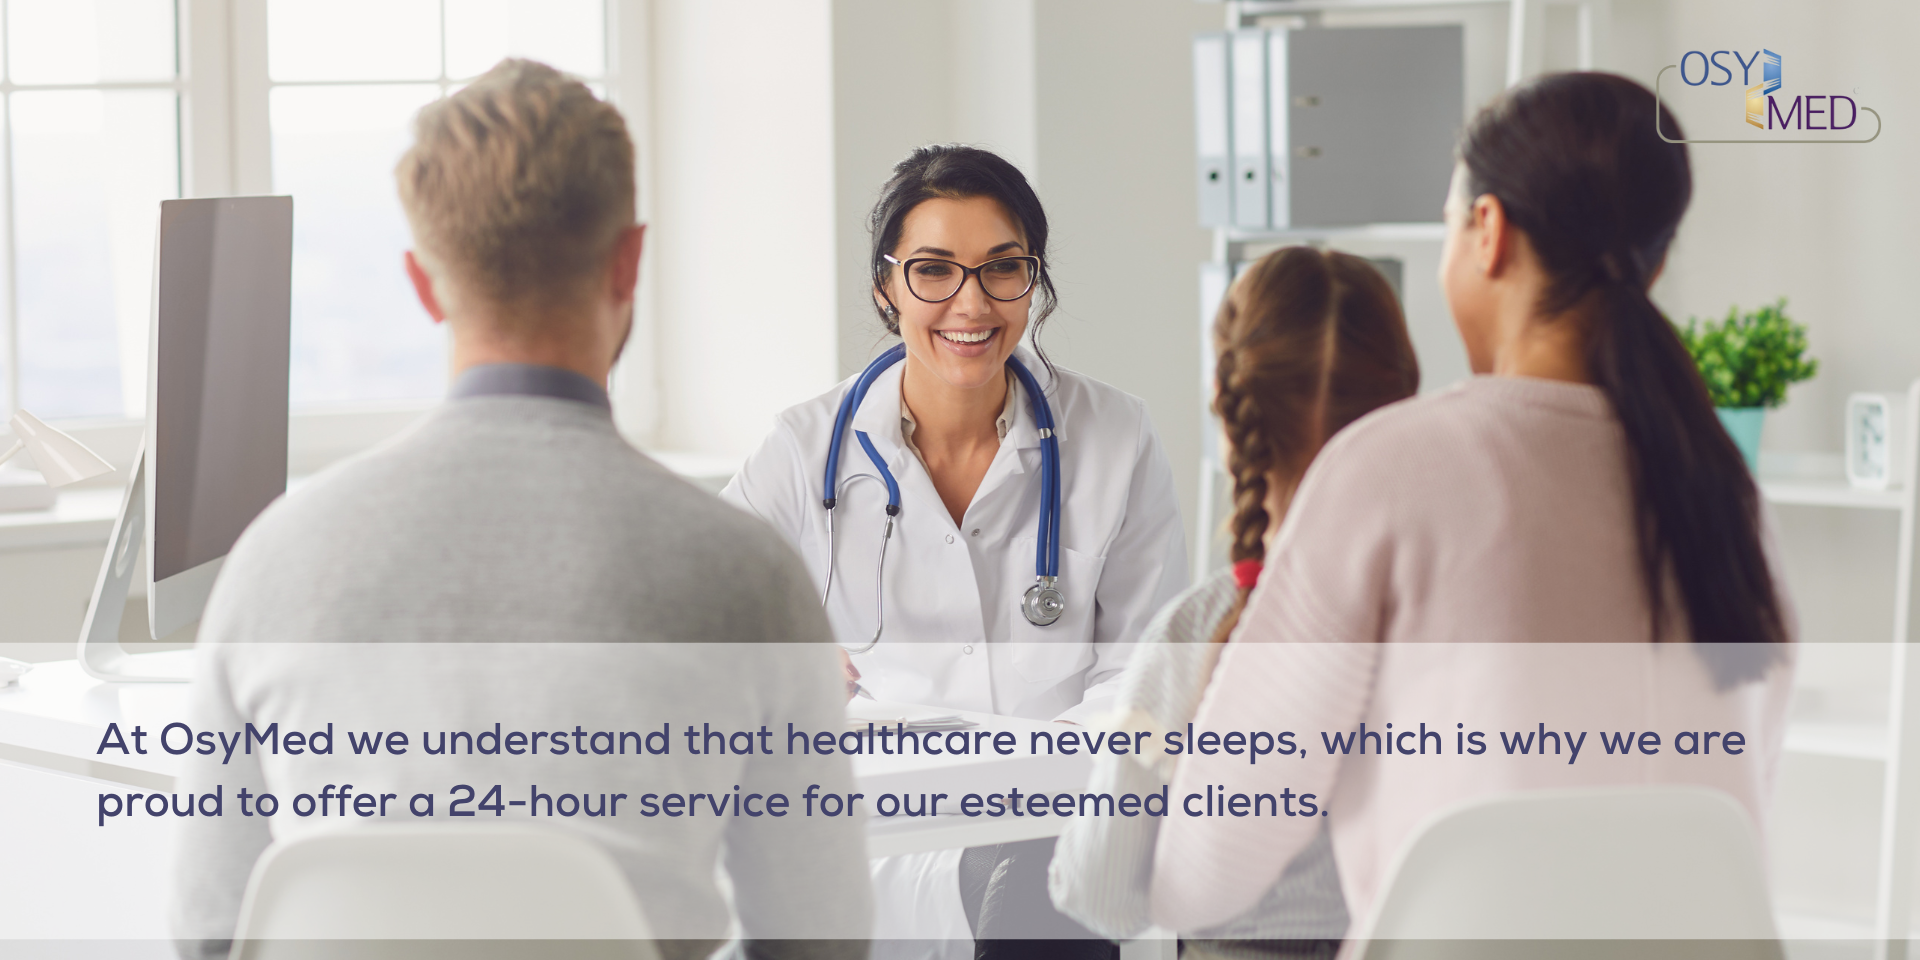 OSY
MED
At OsyMed we understand that healthcare never sleeps, which is why we are
proud to offer a 24-hour service for our esteemed clients.